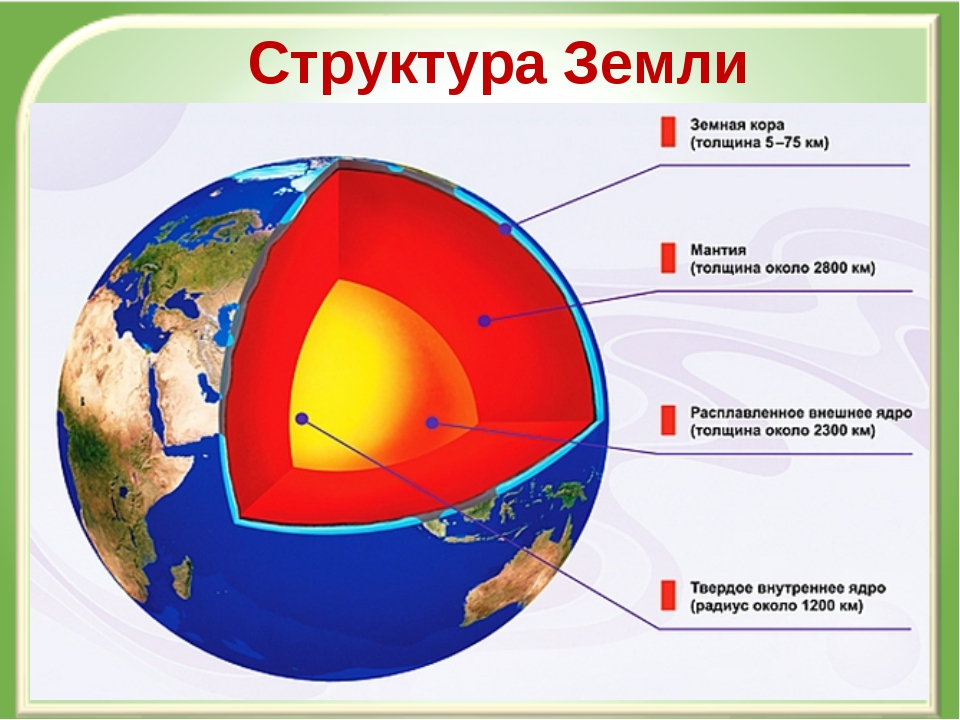 Структура Земли
Земная кора
(толщина 5–75 км)
Мантия
(толщина около 2800 км)
Расплавленное внешнее ядро
(толщина около 2300 км)
Твердое внутреннее ядро
(радиус около 1200 км)